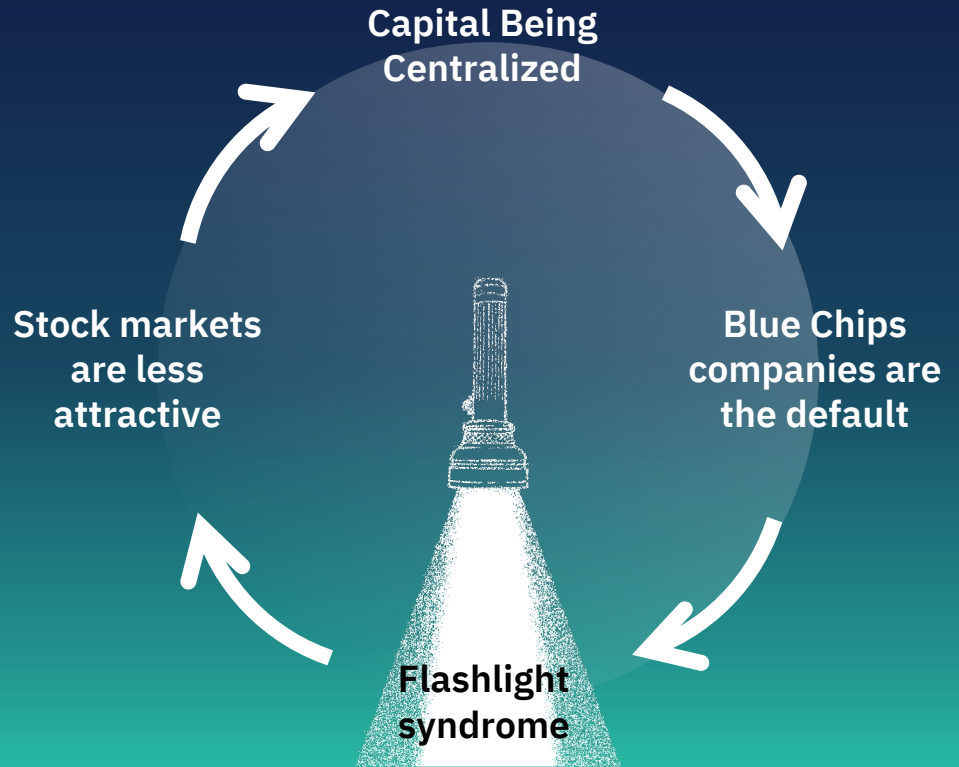 Capital Being
Centralized
Stock markets
are less
attractive
Blue Chips
companies are
the default
Flashlight
syndrome